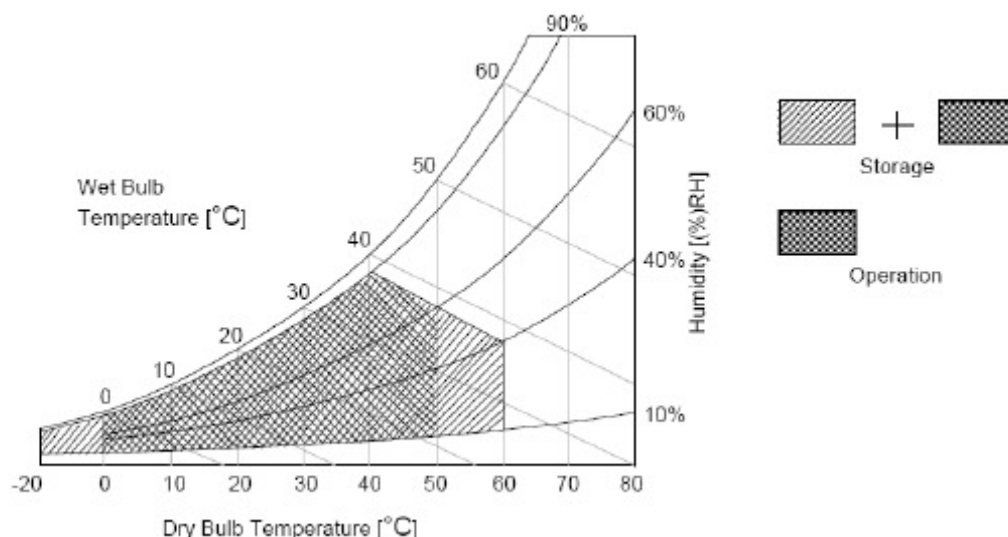 90%
60
60%
50
Wet Bulb
Temperature [°C]
40
40%
30
20
10
0
10%
Humidity [(%)RH]
-20 0 10 20 30 40 50 60 70 80
Dry Bulb Temperature [°C]
+
Storage
Operation